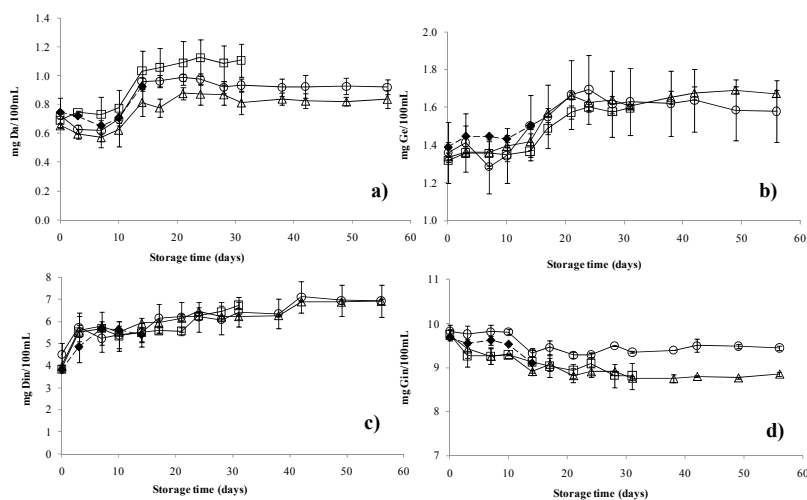 mg Da/100mL
1.4
1.2
1.0
0.8
0.6
0.4
0.2
0.0
0 10 20 30 40 50 60
Storage time (days)
a)
mg Ge/100mL
2.0
1.8
1.6
1.4
1.2
1.0
0 10 20 30 40 50 60
Storage time (days)
b)
mg Din/100mL
8
7
6
5
4
3
2
1
0
0 10 20 30 40 50 60
Storage time (days)
c)
mg Gin/100mL
11
10
9
8
7
0 10 20 30 40 50 60
Storage time (days)
d)